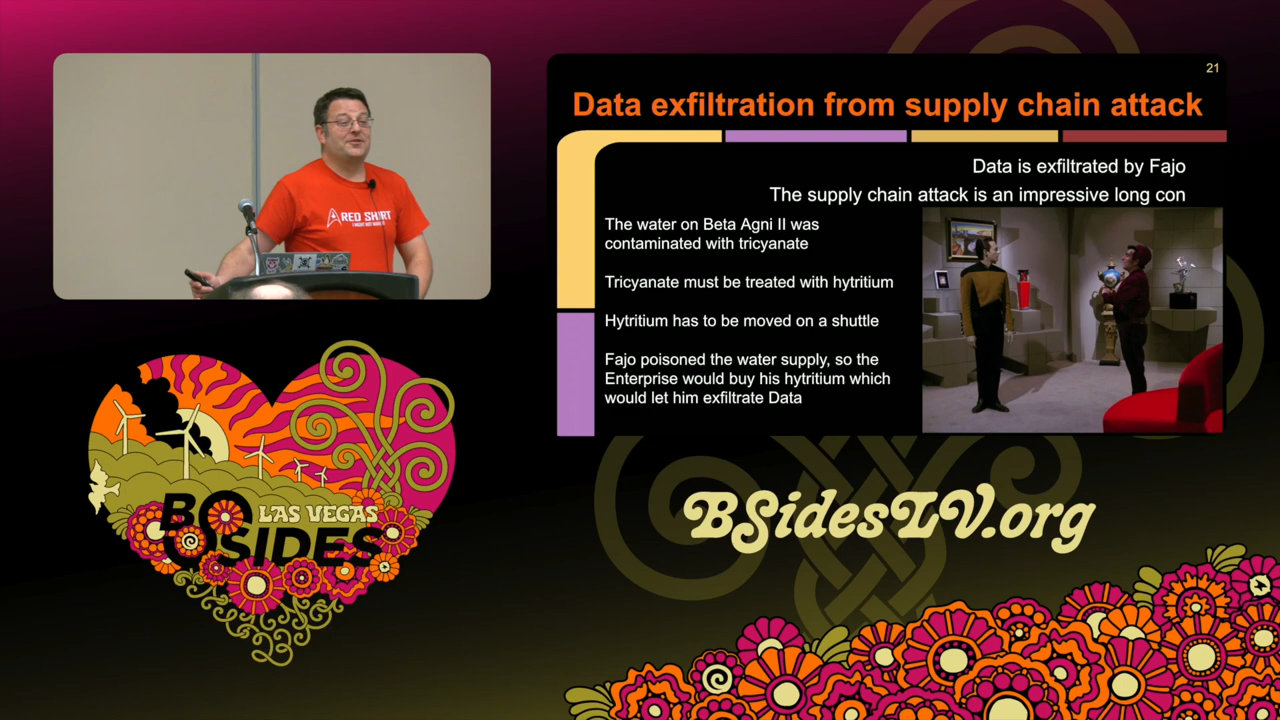 21
Data exfiltration from supply chain attack
Data is exfiltrated by Fajo
The supply chain attack is an impressive long con
The water on Beta Agni II was
contaminated with tricyanate
Tricyanate must be treated with hytritium
Hytritium has to be moved on a shuttle
Fajo poisoned the water supply, so the
Enterprise would buy his hytritium which
would let him exfiltrate Data
RED SHIRT
BSIDES
LAS VEGAS
23
BSidesLV.org